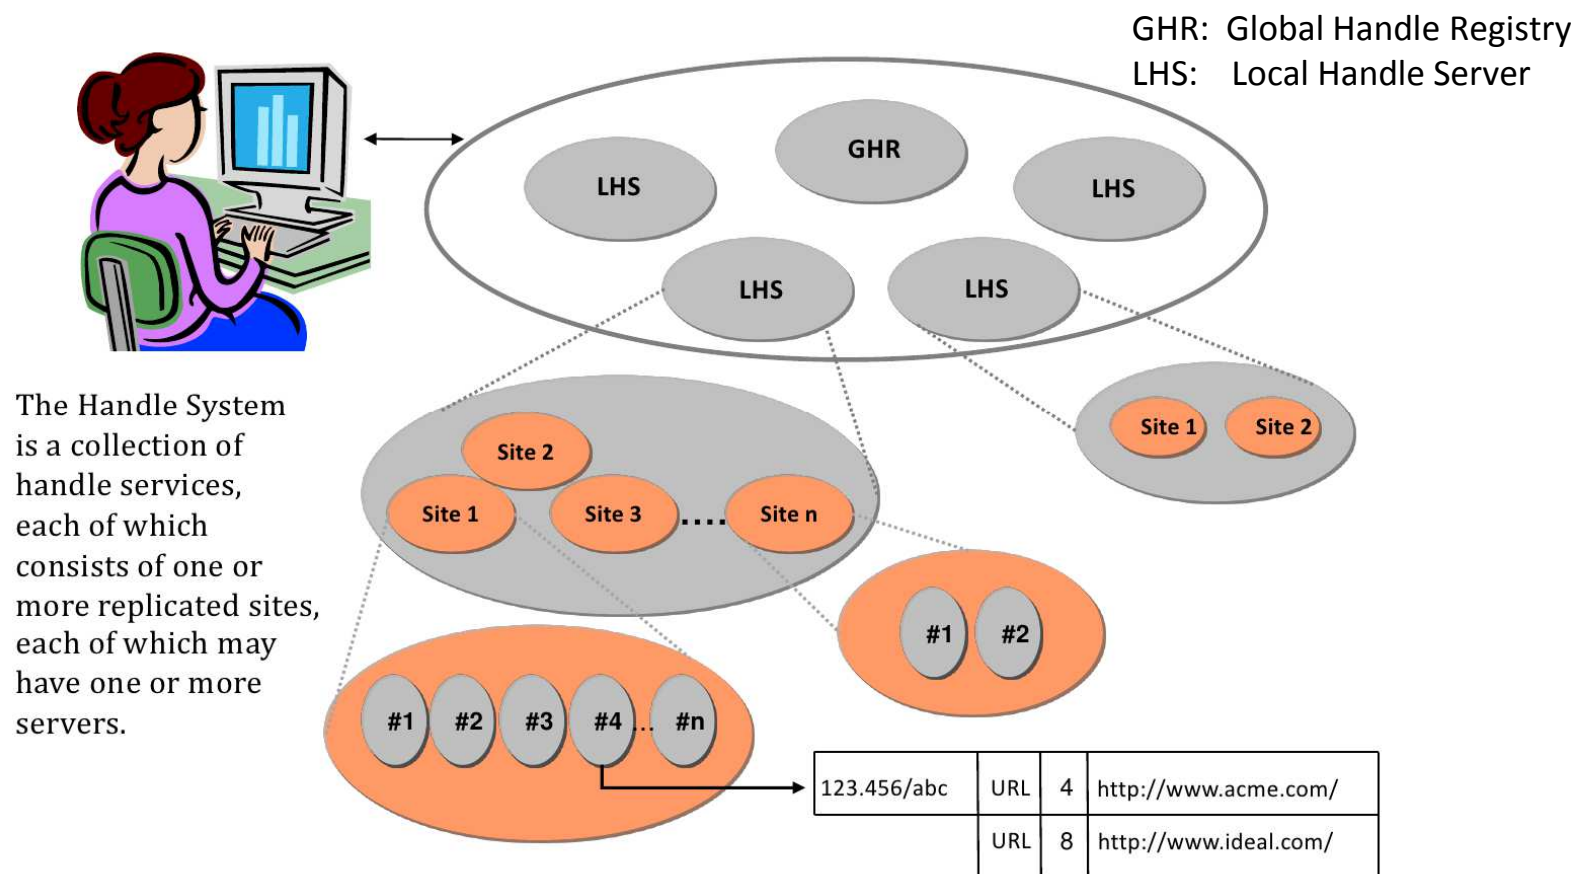 GHR: Global Handle Registry
LHS: Local Handle Server
GHR
LHS
LHS
LHS
LHS
The Handle System
is a collection of
handle services,
each of which
consists of one or
more replicated sites,
each of which may
have one or more
servers.
Site 1
Site 2
Site 2
Site 1
Site 3
....
Site n
#1
#2
#1
#2
#3
#4
...
#n
123.456/abc URL 4 http://www.acme.com/
URL 8 http://www.ideal.com/